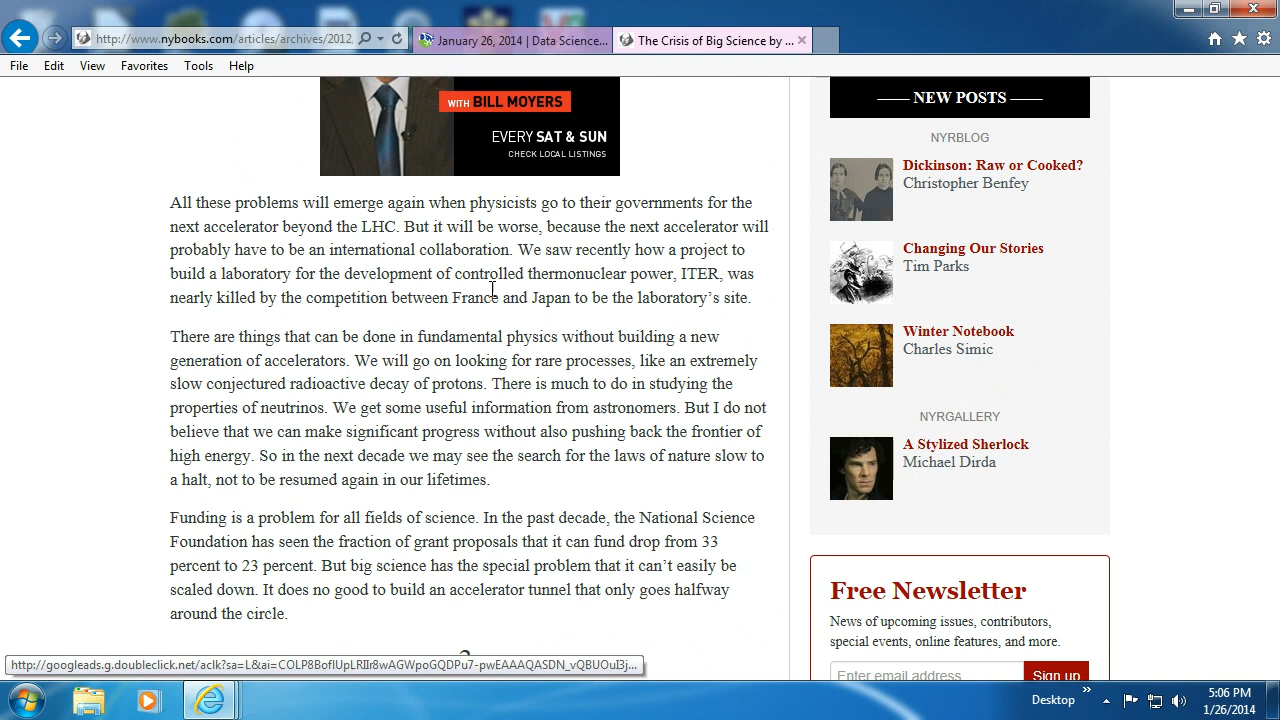 http://www.nybooks.com/articles/archives/2012
January 26, 2014 | Data Science...
The Crisis of Big Science by ...
File Edit View Favorites Tools Help
WITH BILL MOYERS
EVERY SAT & SUN
CHECK LOCAL LISTINGS
All these problems will emerge again when physicists go to their governments for the
next accelerator beyond the LHC. But it will be worse, because the next accelerator will
probably have to be an international collaboration. We saw recently how a project to
build a laboratory for the development of controlled thermonuclear power, ITER, was
nearly killed by the competition between France and Japan to be the laboratory's site.
There are things that can be done in fundamental physics without building a new
generation of accelerators. We will go on looking for rare processes, like an extremely
slow conjectured radioactive decay of protons. There is much to do in studying the
properties of neutrinos. We get some useful information from astronomers. But I do not
believe that we can make significant progress without also pushing back the frontier of
high energy. So in the next decade we may see the search for the laws of nature slow to
a halt, not to be resumed again in our lifetimes.
Funding is a problem for all fields of science. In the past decade, the National Science
Foundation has seen the fraction of grant proposals that it can fund drop from 33
percent to 23 percent. But big science has the special problem that it can't easily be
scaled down. It does no good to build an accelerator tunnel that only goes halfway
around the circle.
NEW POSTS
NYRBLOG
Dickinson: Raw or Cooked?
Christopher Benfey
Changing Our Stories
Tim Parks
Winter Notebook
Charles Simic
NYRGALLERY
A Stylized Sherlock
Michael Dirda
Free Newsletter
News of upcoming issues, contributors,
special events, online features, and more.
Enter email address
Sign up
Desktop
5:06 PM
1/26/2014